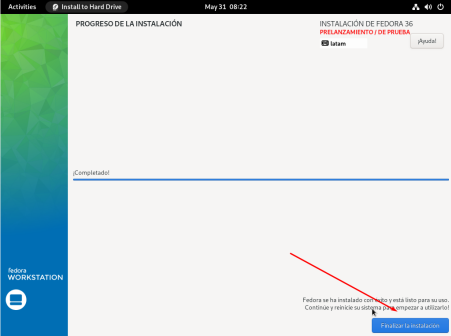 Activities
Install to Hard Drive
May 31 08:22
PROGRESO DE LA INSTALACIÓN
INSTALACIÓN DE FEDORA 36
PRELANZAMIENTO / DE PRUEBA
latam
¡Ayuda!
¡Completado!
fedora
WORKSTATION
Fedora se ha instalado con éxito y está listo para su uso.
Continúe y reinicie su sistema para empezar a utilizarlo!
Finalizar la instalación